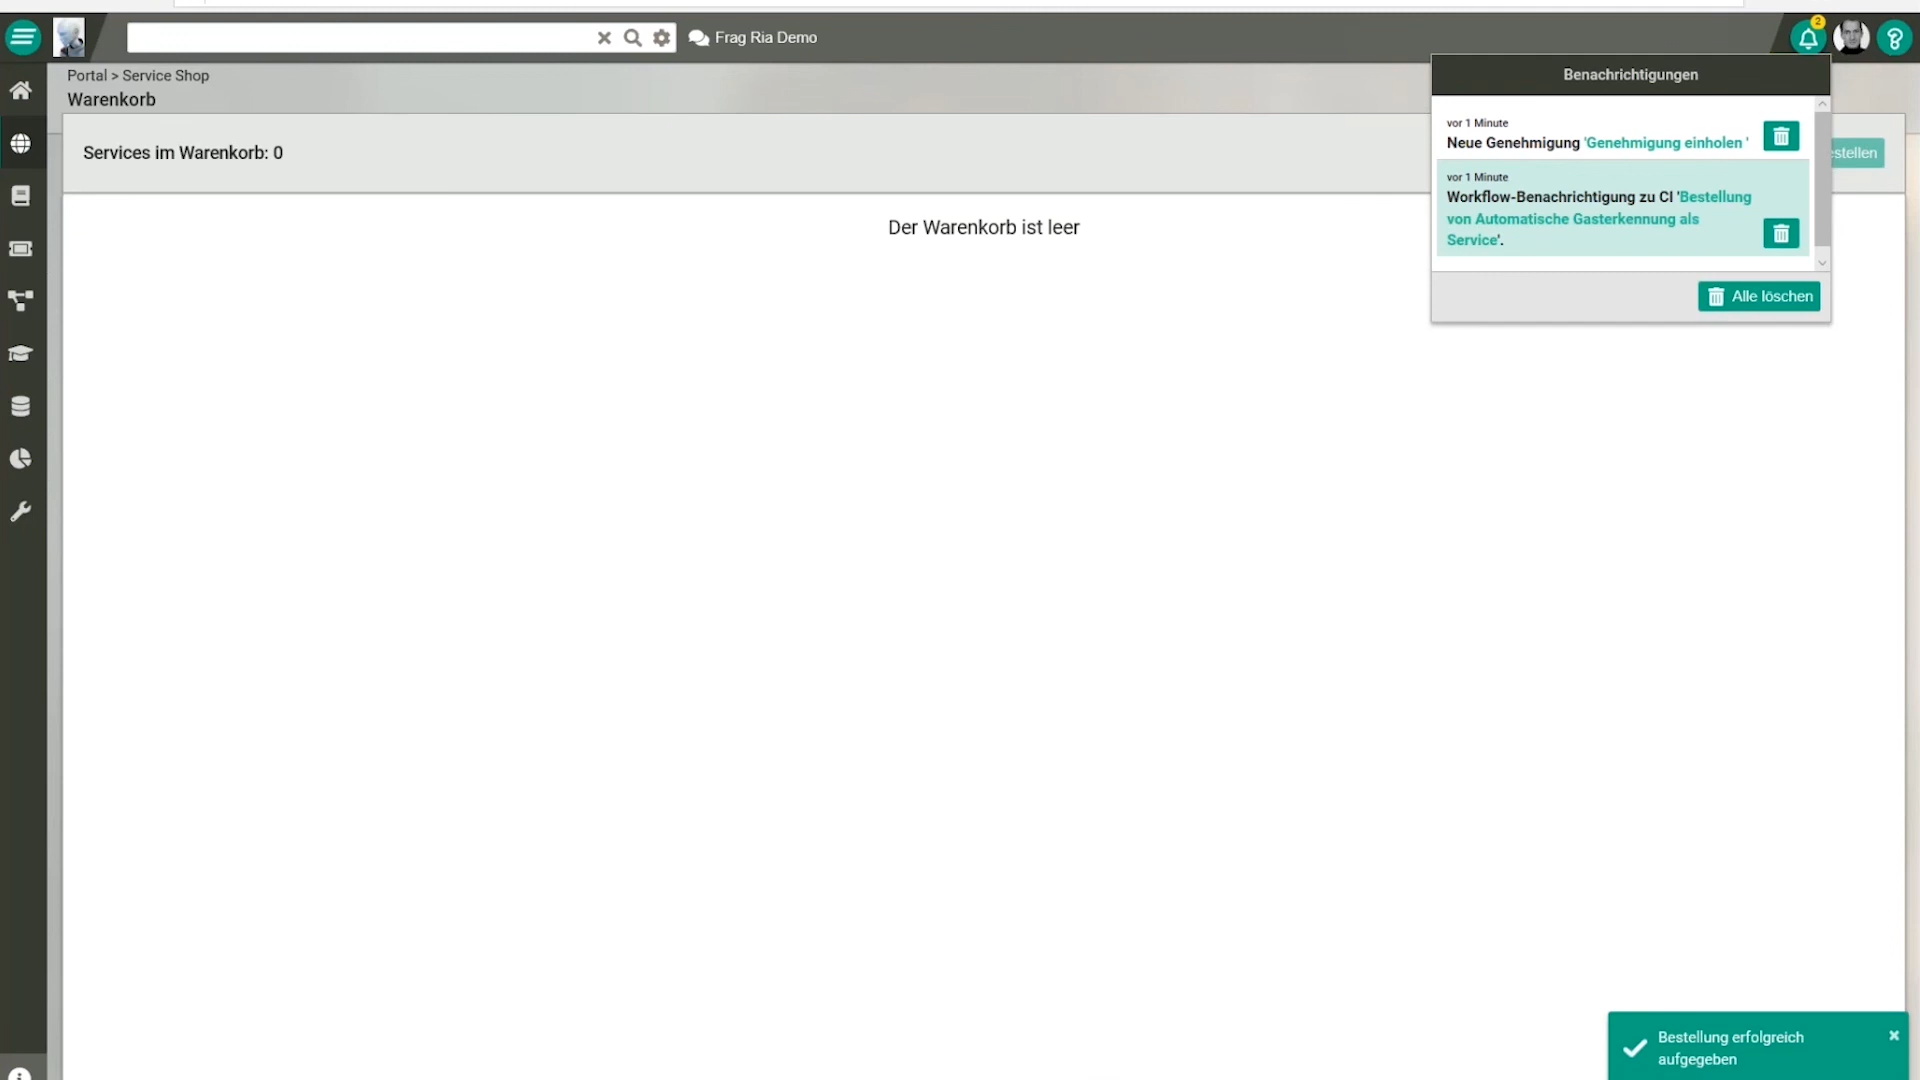 Frag Ria Demo
2
Portal > Service Shop
Warenkorb
Services im Warenkorb: 0
Der Warenkorb ist leer
Benachrichtigungen
vor 1 Minute
Neue Genehmigung 'Genehmigung einholen '
vor 1 Minute
Workflow-Benachrichtigung zu CI 'Bestellung
von Automatische Gasterkennung als
Service'.
Alle löschen
stellen
Bestellung erfolgreich
aufgegeben